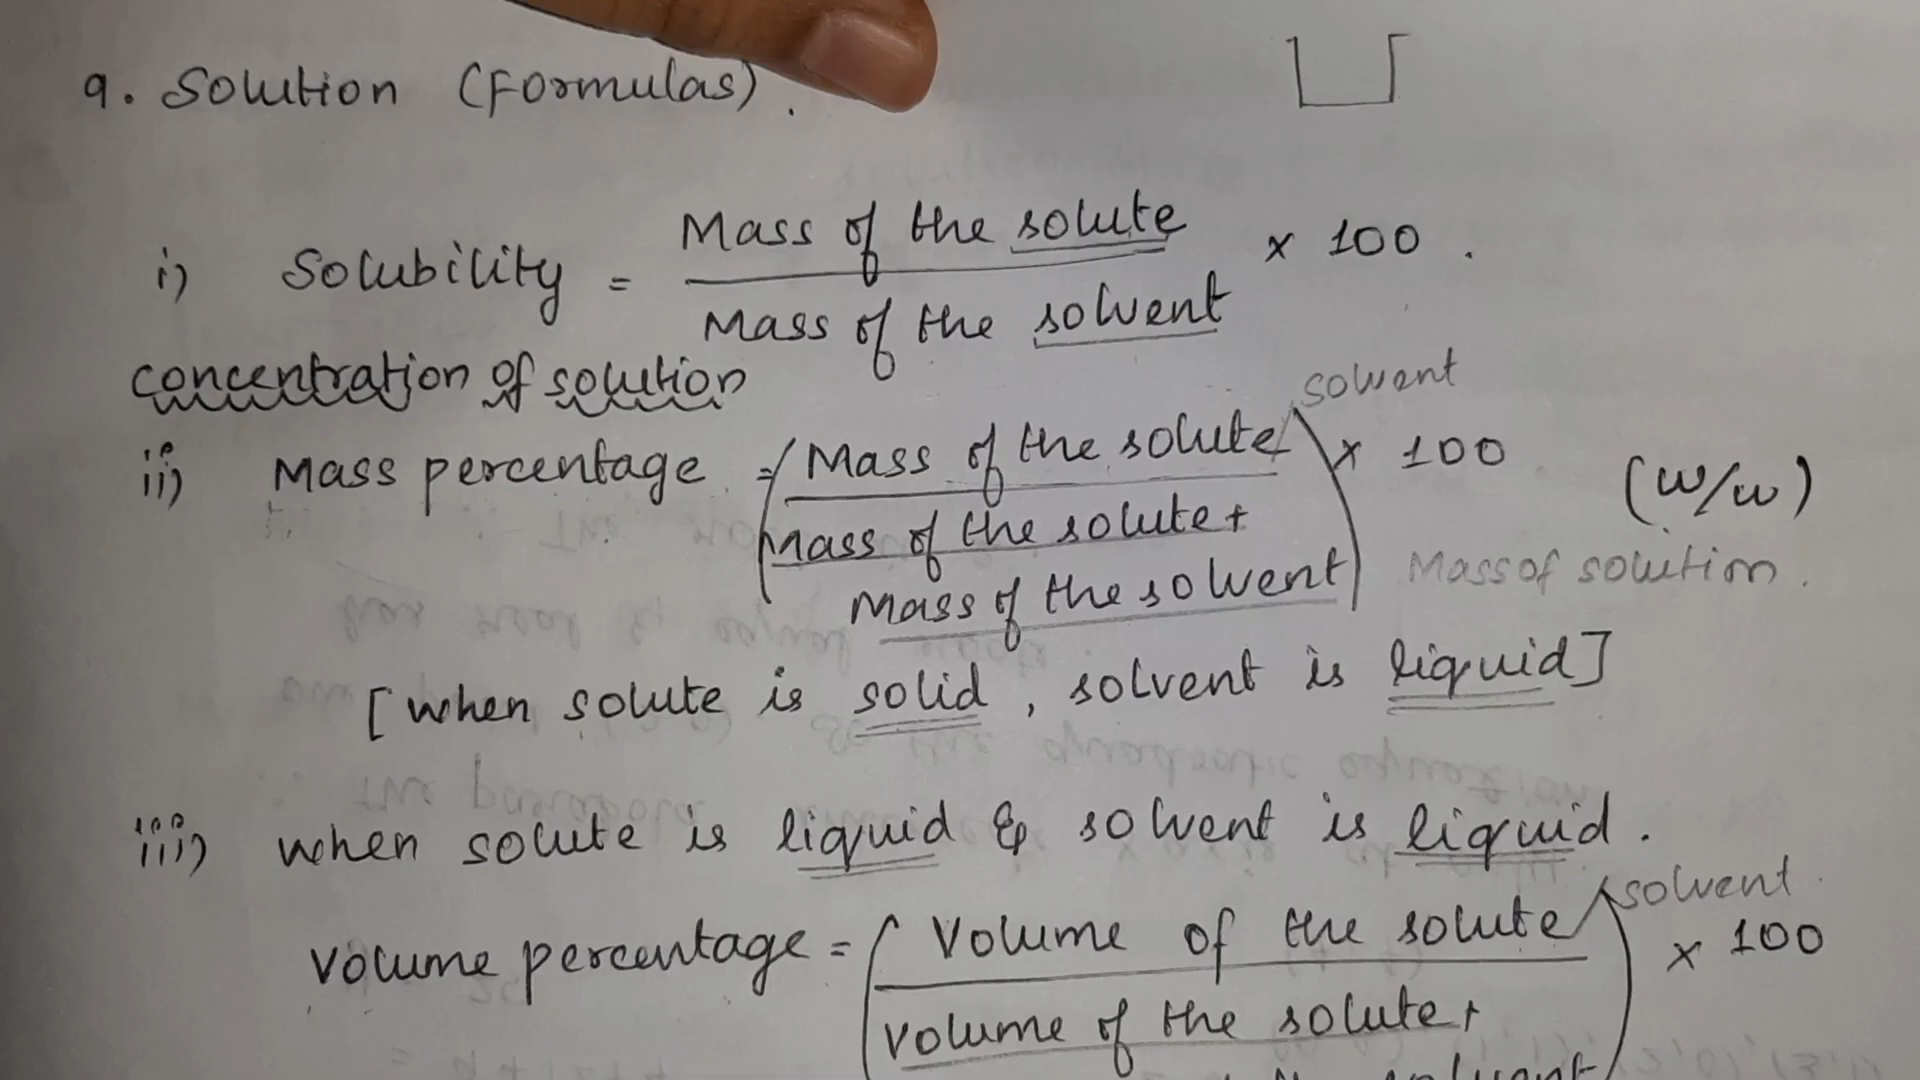 9. Solution (Formulas).
i) Solubility = Mass of the solute / Mass of the solvent x 100.
concentration of solution
solvent
ii) Mass percentage = (Mass of the solute / Mass of the solute + Mass of the solvent) x 100 (w/w)
Mass of solution.
[when solute is solid, solvent is liquid]
iii) when solute is liquid & solvent is liquid.
solvent
Volume percentage = (Volume of the solute / Volume of the solute + solvent) x 100